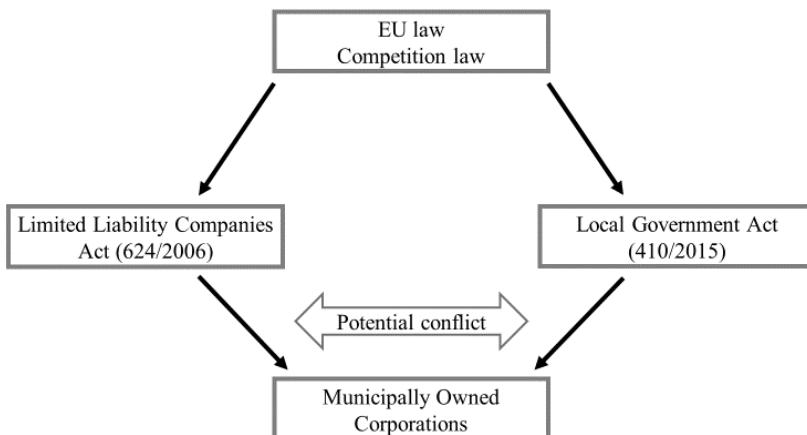 EU law
Competition law
Limited Liability Companies
Act (624/2006)
Local Government Act
(410/2015)
Potential conflict
Municipally Owned
Corporations